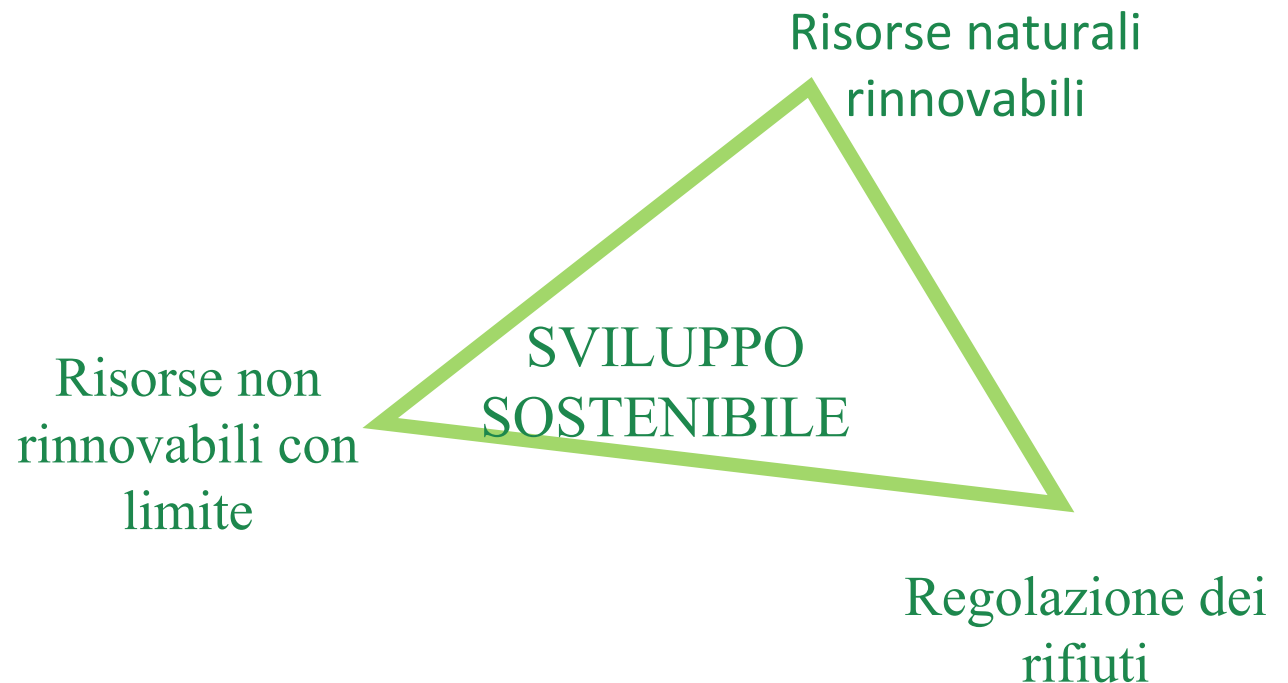 Risorse naturali
rinnovabili
SVILUPPO
SOSTENIBILE
Risorse non
rinnovabili con
limite
Regolazione dei
rifiuti